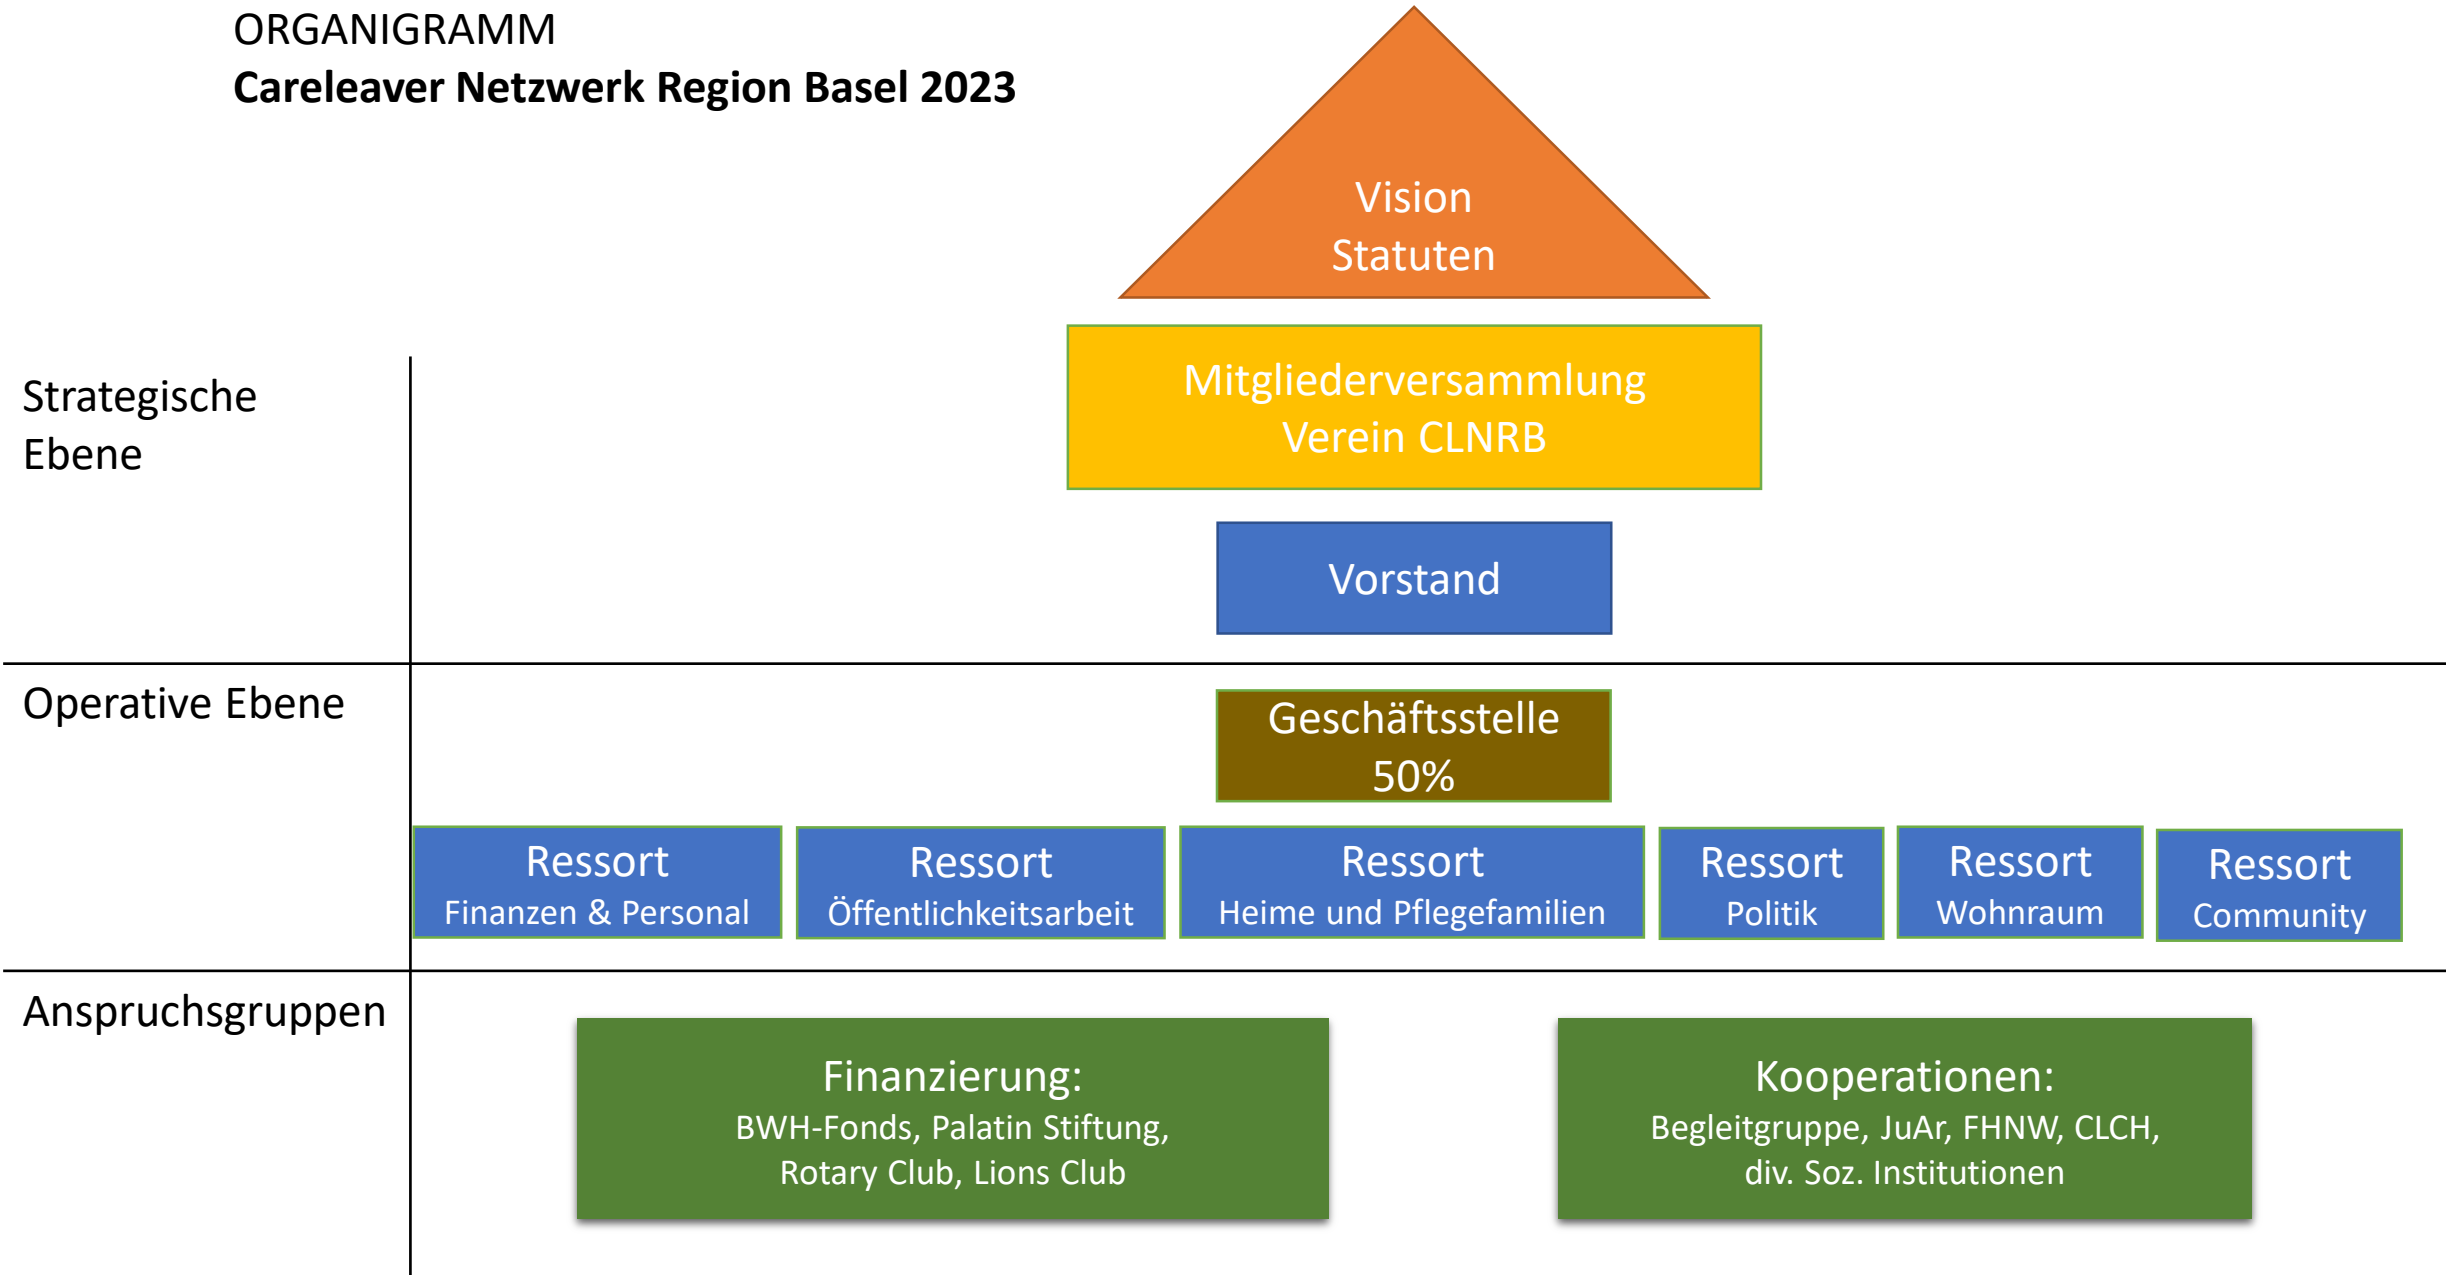 ORGANIGRAMM
Careleaver Netzwerk Region Basel 2023
Vision
Statuten
Strategische
Ebene
Mitgliederversammlung
Verein CLNRB
Vorstand
Operative Ebene
Geschäftsstelle
50%
Ressort
Finanzen & Personal
Ressort
Öffentlichkeitsarbeit
Ressort
Heime und Pflegefamilien
Ressort
Politik
Ressort
Wohnraum
Ressort
Community
Anspruchsgruppen
Finanzierung:
BWH-Fonds, Palatin Stiftung,
Rotary Club, Lions Club
Kooperationen:
Begleitgruppe, JuAr, FHNW, CLCH,
div. Soz. Institutionen